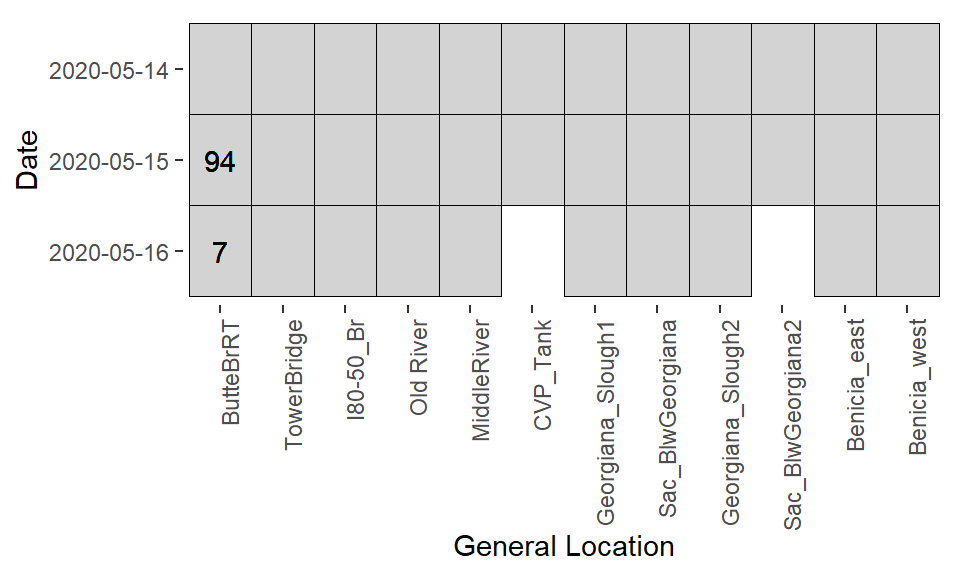 Date
2020-05-14
2020-05-15
94
2020-05-16
7
ButteBrRT
TowerBridge
I80-50_Br
Old River
MiddleRiver
CVP_Tank
Georgiana_Slough1
Sac_BlwGeorgiana
Georgiana_Slough2
Sac_BlwGeorgiana2
Benicia_east
Benicia_west
General Location